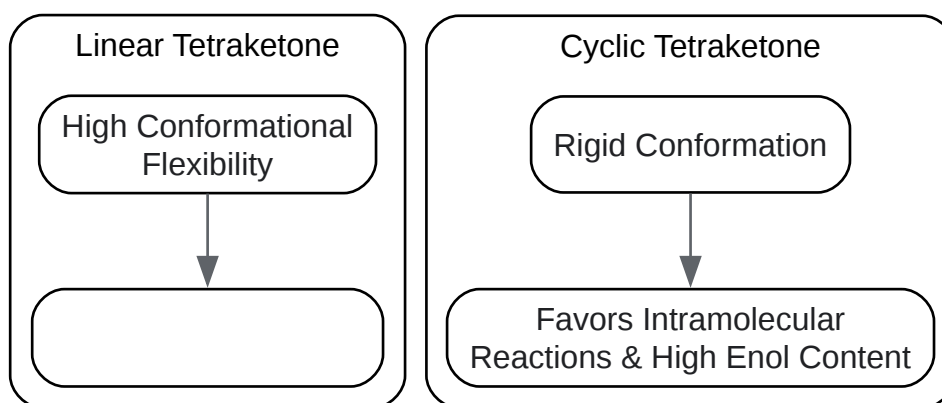 Linear Tetraketone
High Conformational
Flexibility
Cyclic Tetraketone
Rigid Conformation
Favors Intramolecular
Reactions & High Enol Content